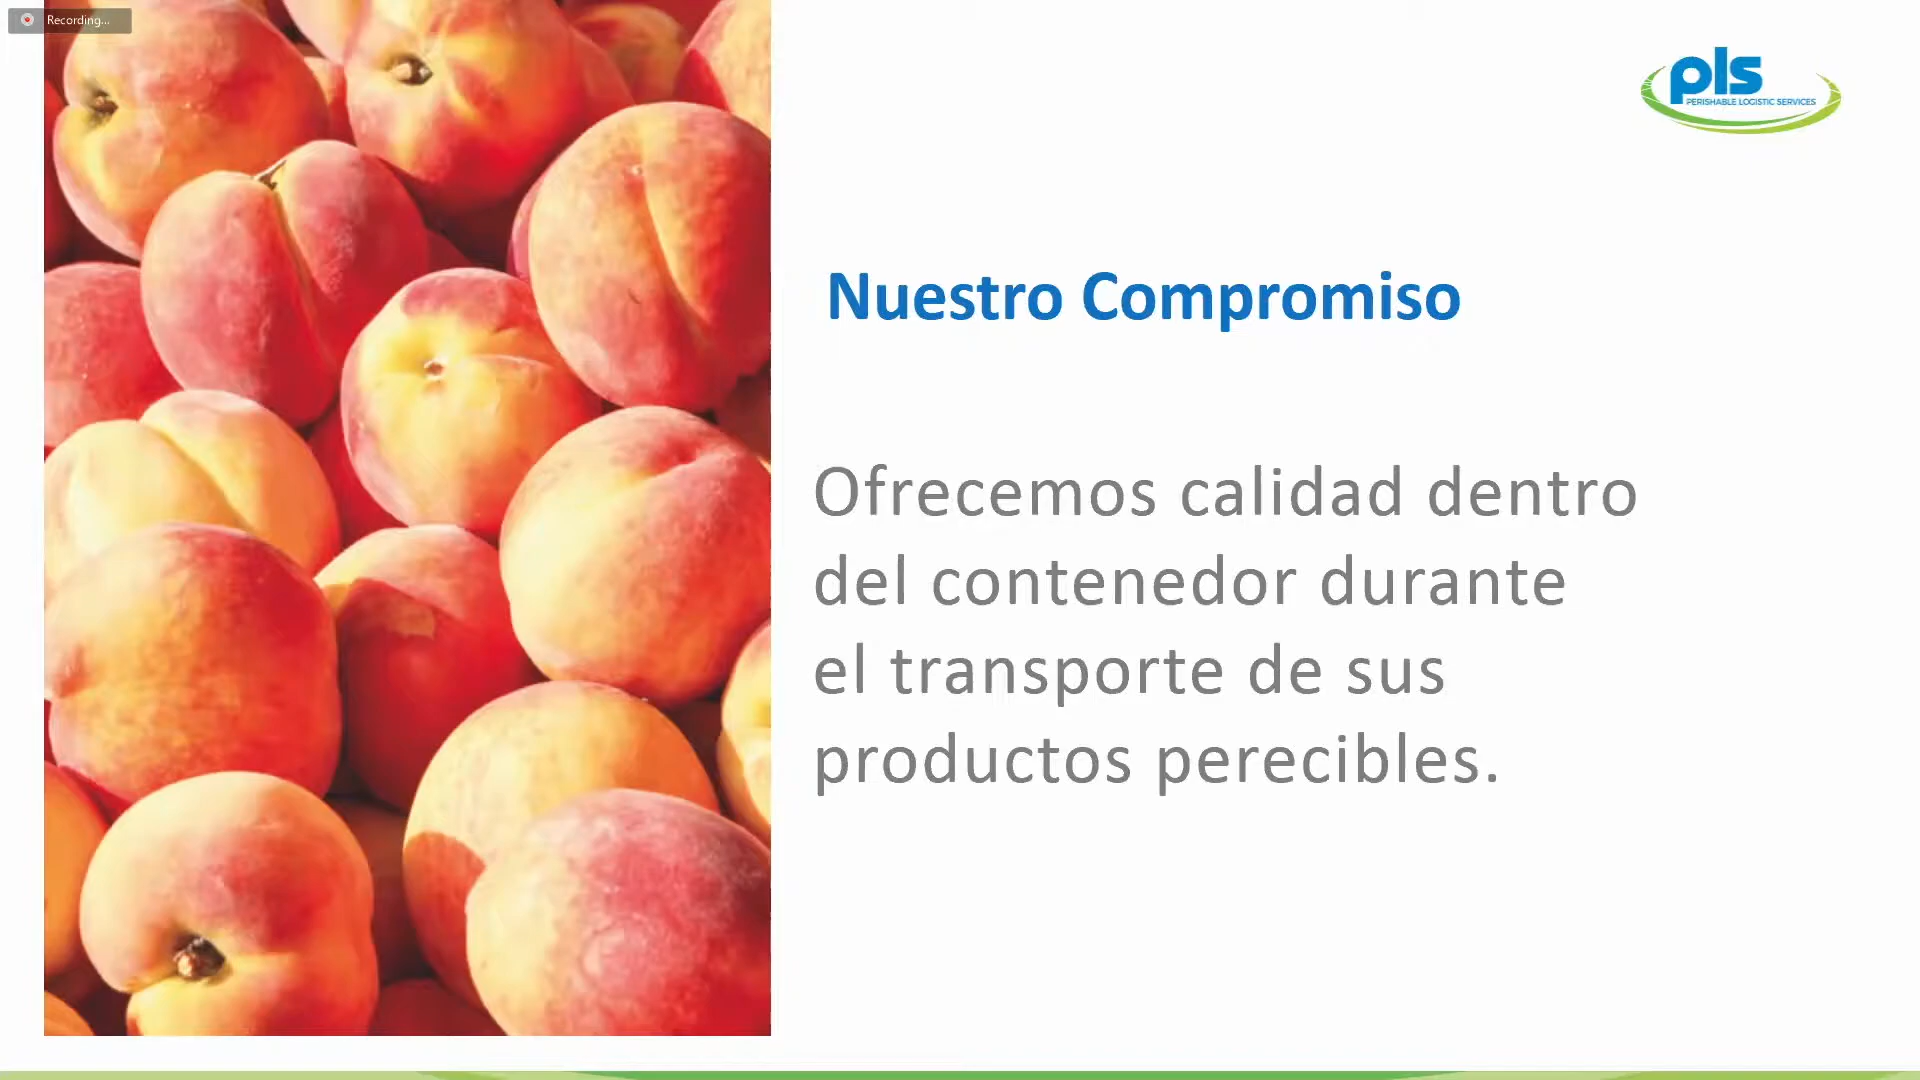 Recording...
pls
PERISHABLE LOGISTIC SERVICES
Nuestro Compromiso
Ofrecemos calidad dentro
del contenedor durante
el transporte de sus
productos perecibles.